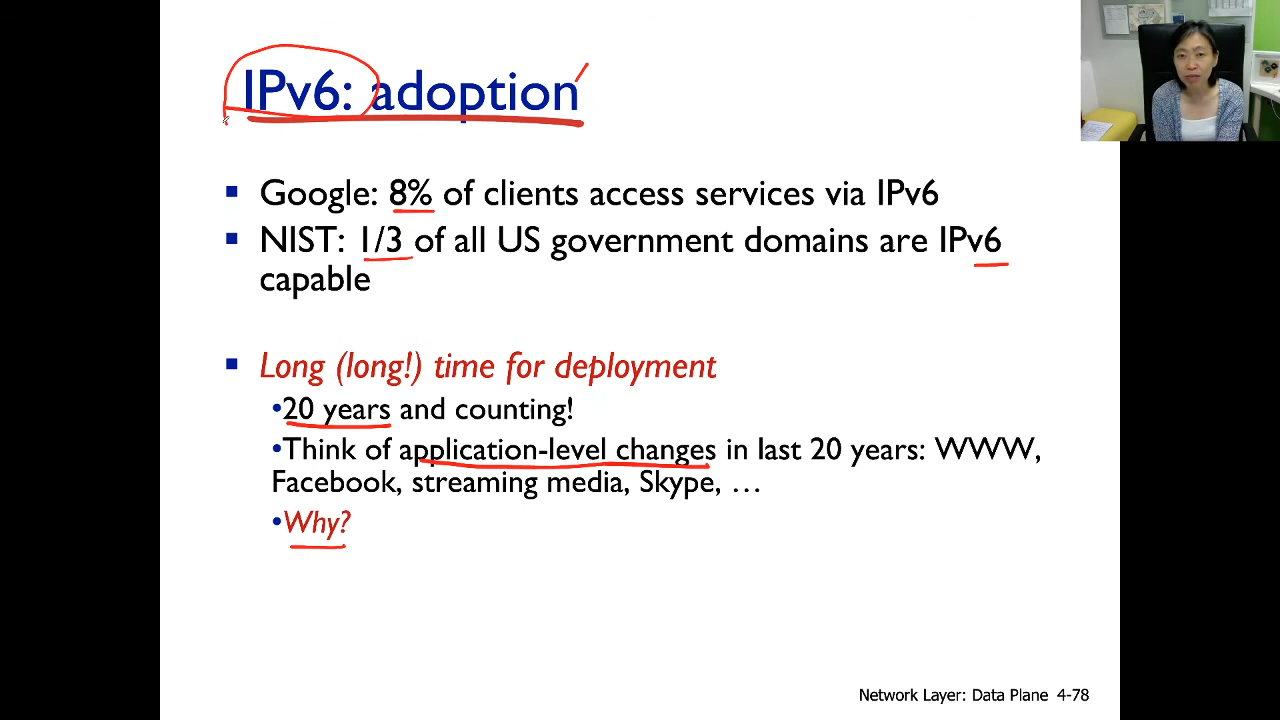 IPv6: adoption
▪ Google: 8% of clients access services via IPv6
▪ NIST: 1/3 of all US government domains are IPv6
capable
▪ Long (long!) time for deployment
•20 years and counting!
•Think of application-level changes in last 20 years: WWW,
Facebook, streaming media, Skype, …
•Why?
Network Layer: Data Plane 4-78